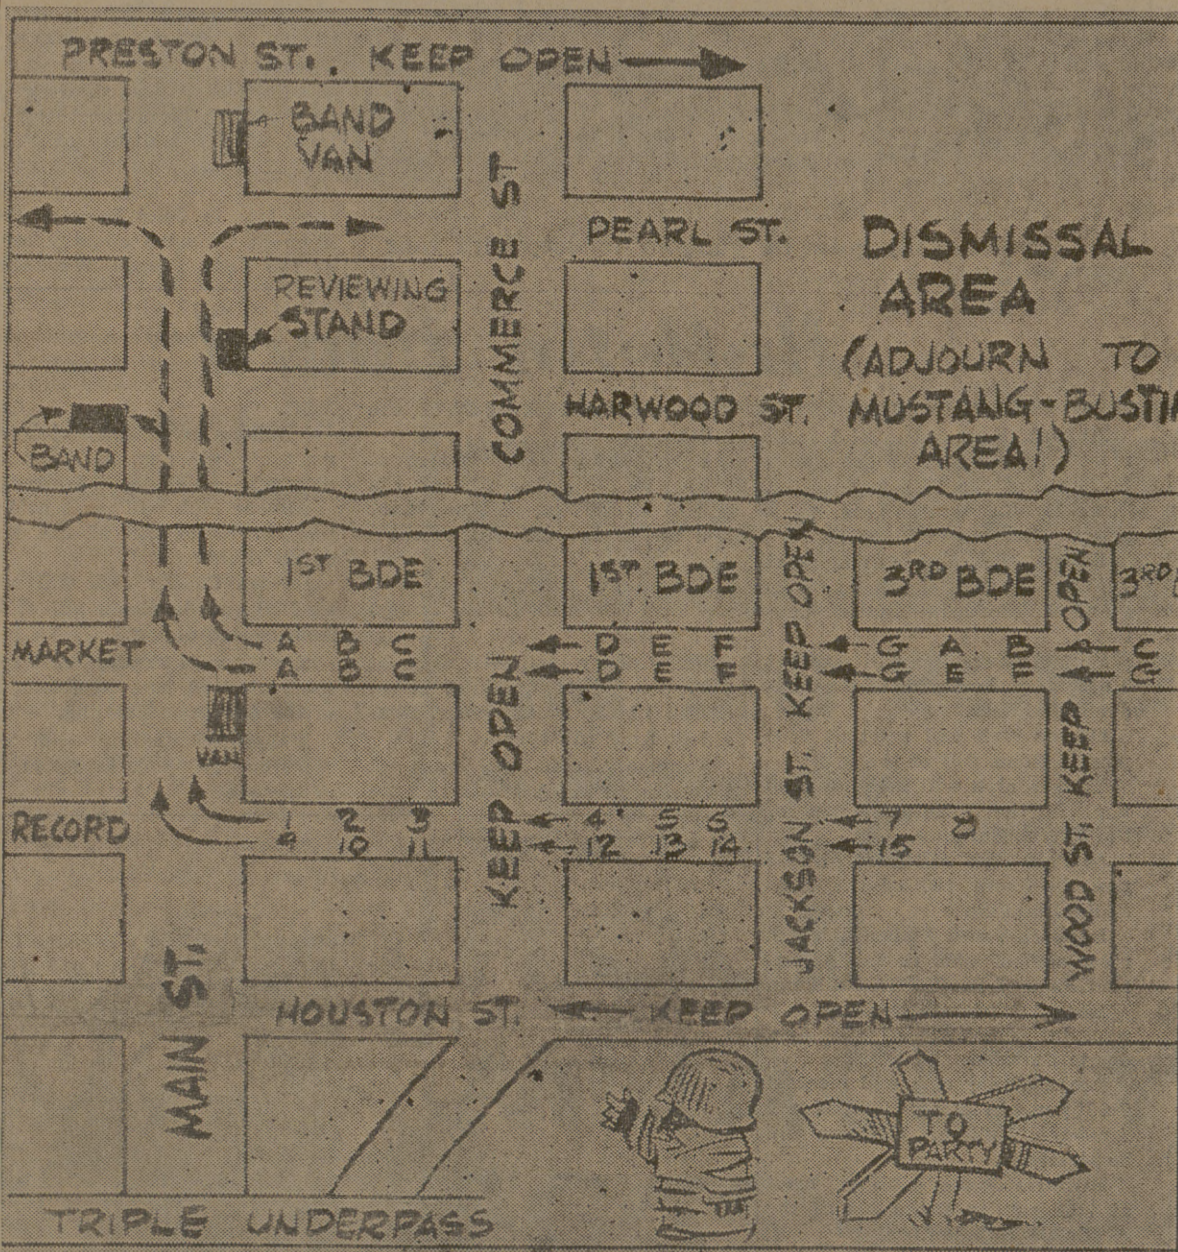 PRESTON ST., KEEP OPEN
BAND
VAN
COMMERCE ST
PEARL ST.
DISMISSAL
AREA
(ADJOURN TO
MUSTANG-BUSTIN
AREA!)
REVIEWING
STAND
HARWOOD ST.
BAND
1ST BDE
1ST BDE
3RD BDE
3RD
MARKET
A B C
D E F
G A B
C
A B C
D E F
G E F
G
VAN
KEEP OPEN
JACKSON ST. KEEP OPEN
WOOD ST. KEEP OPEN
RECORD
1 2 3
4 5 6
7 8
9 10 11
12 13 14
15
MAIN ST.
HOUSTON ST.
KEEP OPEN
TO
PARTY
TRIPLE UNDERPASS